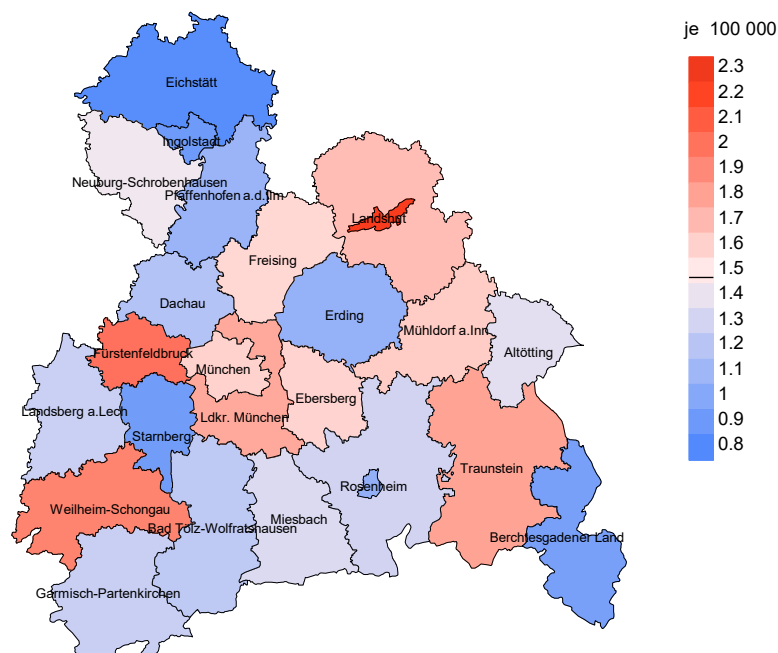 je 100 000
2.3
2.2
2.1
2
1.9
1.8
1.7
1.6
1.5
1.4
1.3
1.2
1.1
1
0.9
0.8
Eichstätt
Ingolstadt
Neuburg-Schrobenhausen
Pfaffenhofen a.d.Ilm
Landshut
Freising
Dachau
Erding
Mühldorf a.Inn
Altötting
Fürstenfeldbruck
München
Ebersberg
Landsberg a.Lech
Ldkr. München
Starnberg
Traunstein
Rosenheim
Weilheim-Schongau
Miesbach
Bad Tölz-Wolfratshausen
Berchtesgadener Land
Garmisch-Partenkirchen